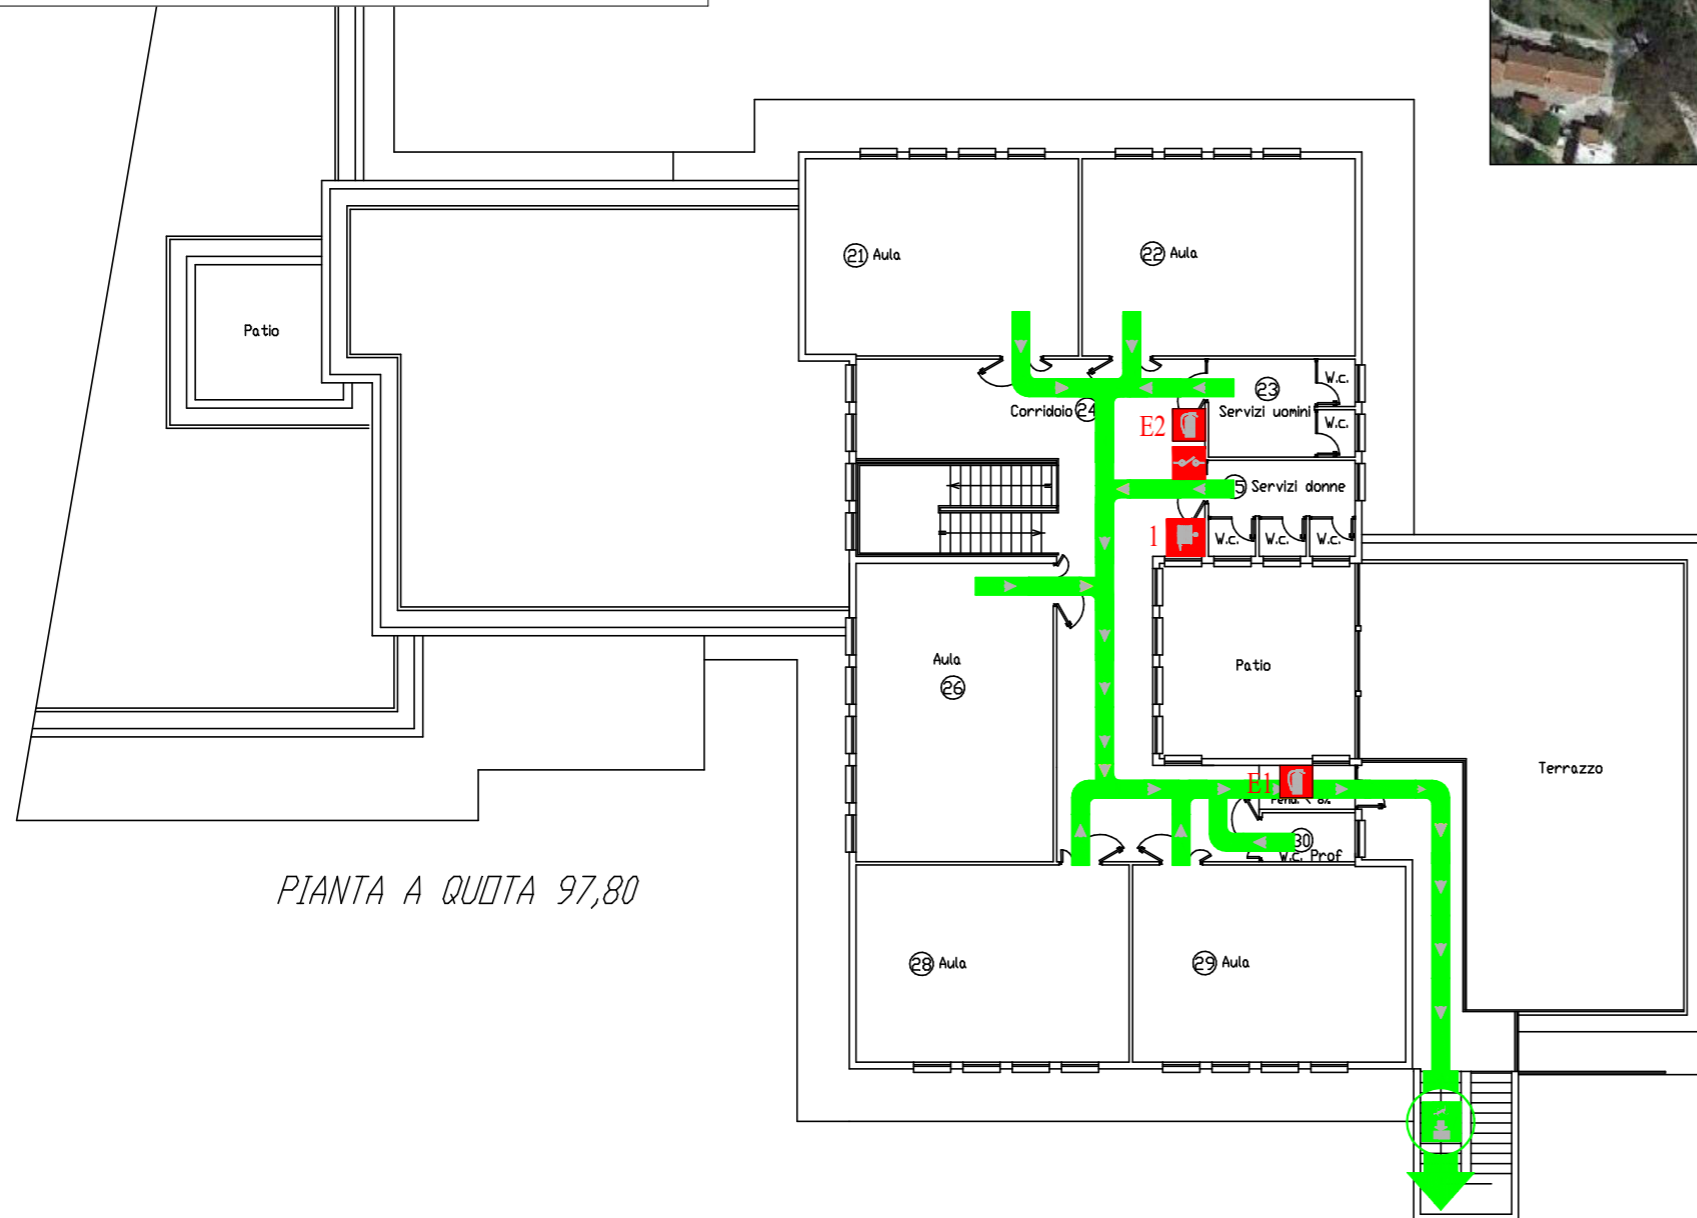 21 Aula
22 Aula
Patio
23
W.c.
Corridoio 24
Servizi uomini
E2
W.c.
5 Servizi donne
1
W.c.
W.c.
W.c.
Aula
Patio
26
Terrazzo
E1
30
W.c. Prof
PIANTA A QUOTA 97,80
28 Aula
29 Aula